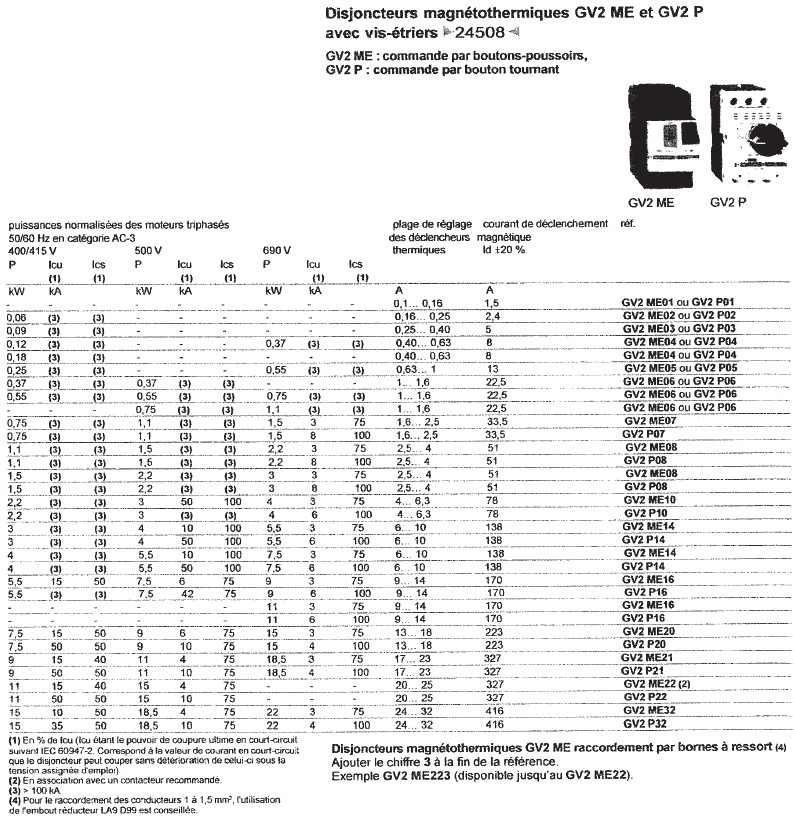 Disjoncteurs magnétothermiques GV2 ME et GV2 P
avec vis-étriers 24508
GV2 ME : commande par boutons-poussoirs,
GV2 P : commande par bouton tournant
GV2 ME GV2 P
puissances normalisées des moteurs triphasés plage de réglage courant de déclenchement réf.
50/60 Hz en catégorie AC-3 des déclencheurs magnétique
400/415 V 500 V 690 V thermiques Id ±20 %
P Icu Ics P Icu Ics P Icu Ics
(1) (1) (1) (1) (1)
kW kA kW kA kW kA A A
- - - - - - - - - 0,1... 0,16 1,5 GV2 ME01 ou GV2 P01
0,06 (3) (3) - - - - - - 0,16... 0,25 2,4 GV2 ME02 ou GV2 P02
0,09 (3) (3) - - - - - - 0,25... 0,40 5 GV2 ME03 ou GV2 P03
0,12 (3) (3) - - - 0,37 (3) (3) 0,40... 0,63 8 GV2 ME04 ou GV2 P04
0,18 (3) (3) - - - - - - 0,40... 0,63 8 GV2 ME04 ou GV2 P04
0,25 (3) (3) - - - 0,55 (3) (3) 0,63... 1 13 GV2 ME05 ou GV2 P05
0,37 (3) (3) 0,37 (3) (3) - - - 1... 1,6 22,5 GV2 ME06 ou GV2 P06
0,55 (3) (3) 0,55 (3) (3) 0,75 (3) (3) 1... 1,6 22,5 GV2 ME06 ou GV2 P06
- - - 0,75 (3) (3) 1,1 (3) (3) 1... 1,6 22,5 GV2 ME06 ou GV2 P06
0,75 (3) (3) 1,1 (3) (3) 1,5 3 75 1,6... 2,5 33,5 GV2 ME07
0,75 (3) (3) 1,1 (3) (3) 1,5 8 100 1,6... 2,5 33,5 GV2 P07
1,1 (3) (3) 1,5 (3) (3) 2,2 3 75 2,5... 4 51 GV2 ME08
1,1 (3) (3) 1,5 (3) (3) 2,2 8 100 2,5... 4 51 GV2 P08
1,5 (3) (3) 2,2 (3) (3) 3 3 75 2,5... 4 51 GV2 ME08
1,5 (3) (3) 2,2 (3) (3) 3 8 100 2,5... 4 51 GV2 P08
2,2 (3) (3) 3 50 100 4 3 75 4... 6,3 78 GV2 ME10
2,2 (3) (3) 3 (3) (3) 4 6 100 4... 6,3 78 GV2 P10
3 (3) (3) 4 10 100 5,5 3 75 6... 10 138 GV2 ME14
3 (3) (3) 4 50 100 5,5 6 100 6... 10 138 GV2 P14
4 (3) (3) 5,5 10 100 7,5 3 75 6... 10 138 GV2 ME14
4 (3) (3) 5,5 50 100 7,5 6 100 6... 10 138 GV2 P14
5,5 15 50 7,5 6 75 9 3 75 9... 14 170 GV2 ME16
5,5 (3) (3) 7,5 42 75 9 6 100 9... 14 170 GV2 P16
- - - - - - 11 3 75 9... 14 170 GV2 ME16
- - - - - - 11 6 100 9... 14 170 GV2 P16
7,5 15 50 9 6 75 15 3 75 13... 18 223 GV2 ME20
7,5 50 50 9 10 75 15 4 100 13... 18 223 GV2 P20
9 15 40 11 4 75 18,5 3 75 17... 23 327 GV2 ME21
9 50 50 11 10 75 18,5 4 100 17... 23 327 GV2 P21
11 15 40 15 4 75 - - - 20... 25 327 GV2 ME22 (2)
11 50 50 15 10 75 - - - 20... 25 327 GV2 P22
15 10 50 18,5 4 75 22 3 75 24... 32 416 GV2 ME32
15 35 50 18,5 10 75 22 4 100 24... 32 416 GV2 P32
(1) En % de Icu (Icu étant le pouvoir de coupure ultime en court-circuit
suivant IEC 60947-2. Correspond à la valeur de courant en court-circuit
que le disjoncteur peut couper sans détérioration de celui-ci sous la
tension assignée d'emploi)
(2) En association avec un contacteur recommandé.
(3) > 100 kA
(4) Pour le raccordement des conducteurs 1 à 1,5 mm², l'utilisation
de l'embout réducteur LA9 D99 est conseillée.
Disjoncteurs magnétothermiques GV2 ME raccordement par bornes à ressort (4)
Ajouter le chiffre 3 à la fin de la référence.
Exemple GV2 ME223 (disponible jusqu'au GV2 ME22).